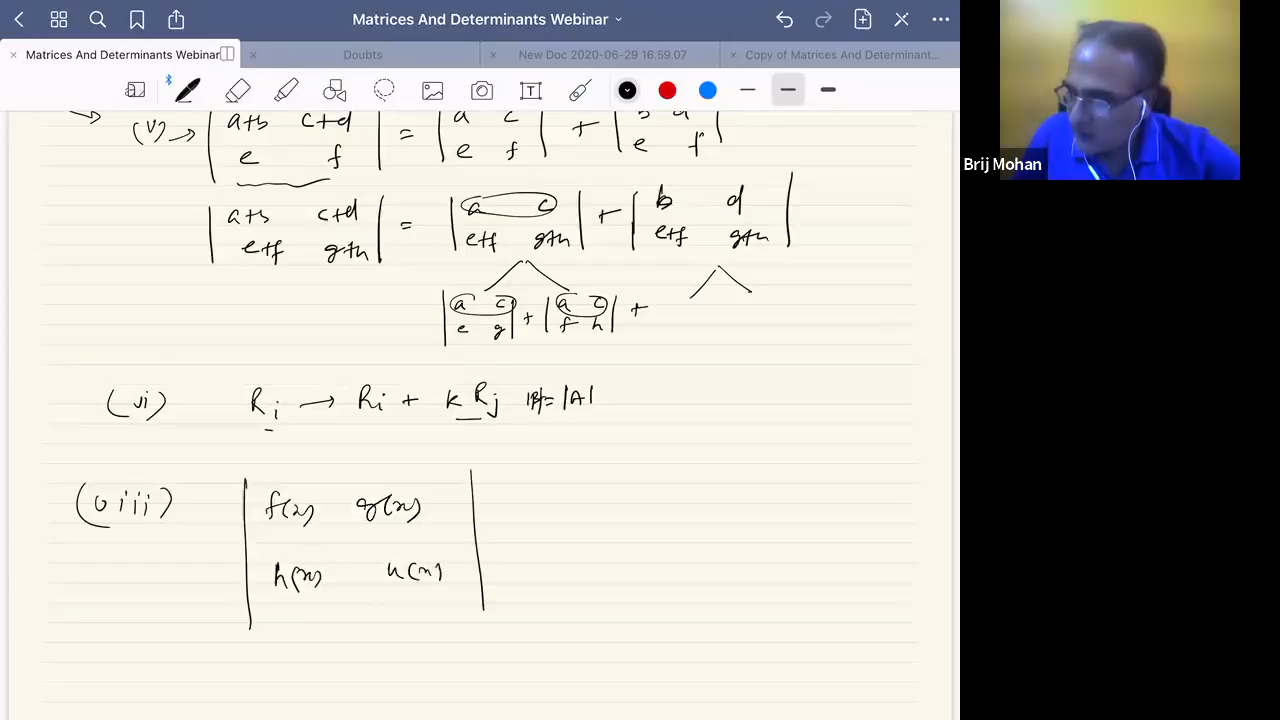 Matrices And Determinants Webinar
Matrices And Determinants Webinar
Doubts
New Doc 2020-06-29 16.59.07
Copy of Matrices And Determinant...
Brij Mohan
(v) → | a+b c+d | = | a c | + | b d |
| e f | | e f | | e f |
| a+b c+d | = | a c | + | b d |
| e+f g+h | | e+f g+h | | e+f g+h |
| a c | + | a c | +
| e g | | f h |
(vi) Ri → Ri + k Rj |B| = |A|
(viii) | f(x) g(x) |
| h(x) u(x) |